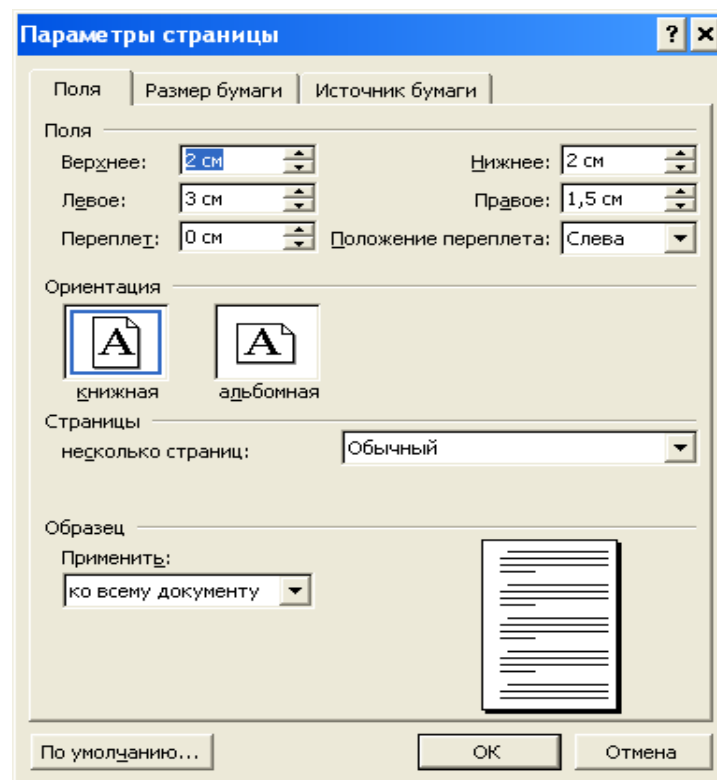 Параметры страницы ? ×
Поля Размер бумаги Источник бумаги
Поля
Верхнее: 2 см Нижнее: 2 см
Левое: 3 см Правое: 1,5 см
Переплет: 0 см Положение переплета: Слева
Ориентация
A A
книжная альбомная
Страницы
несколько страниц: Обычный
Образец
Применить:
ко всему документу
По умолчанию... ОК Отмена